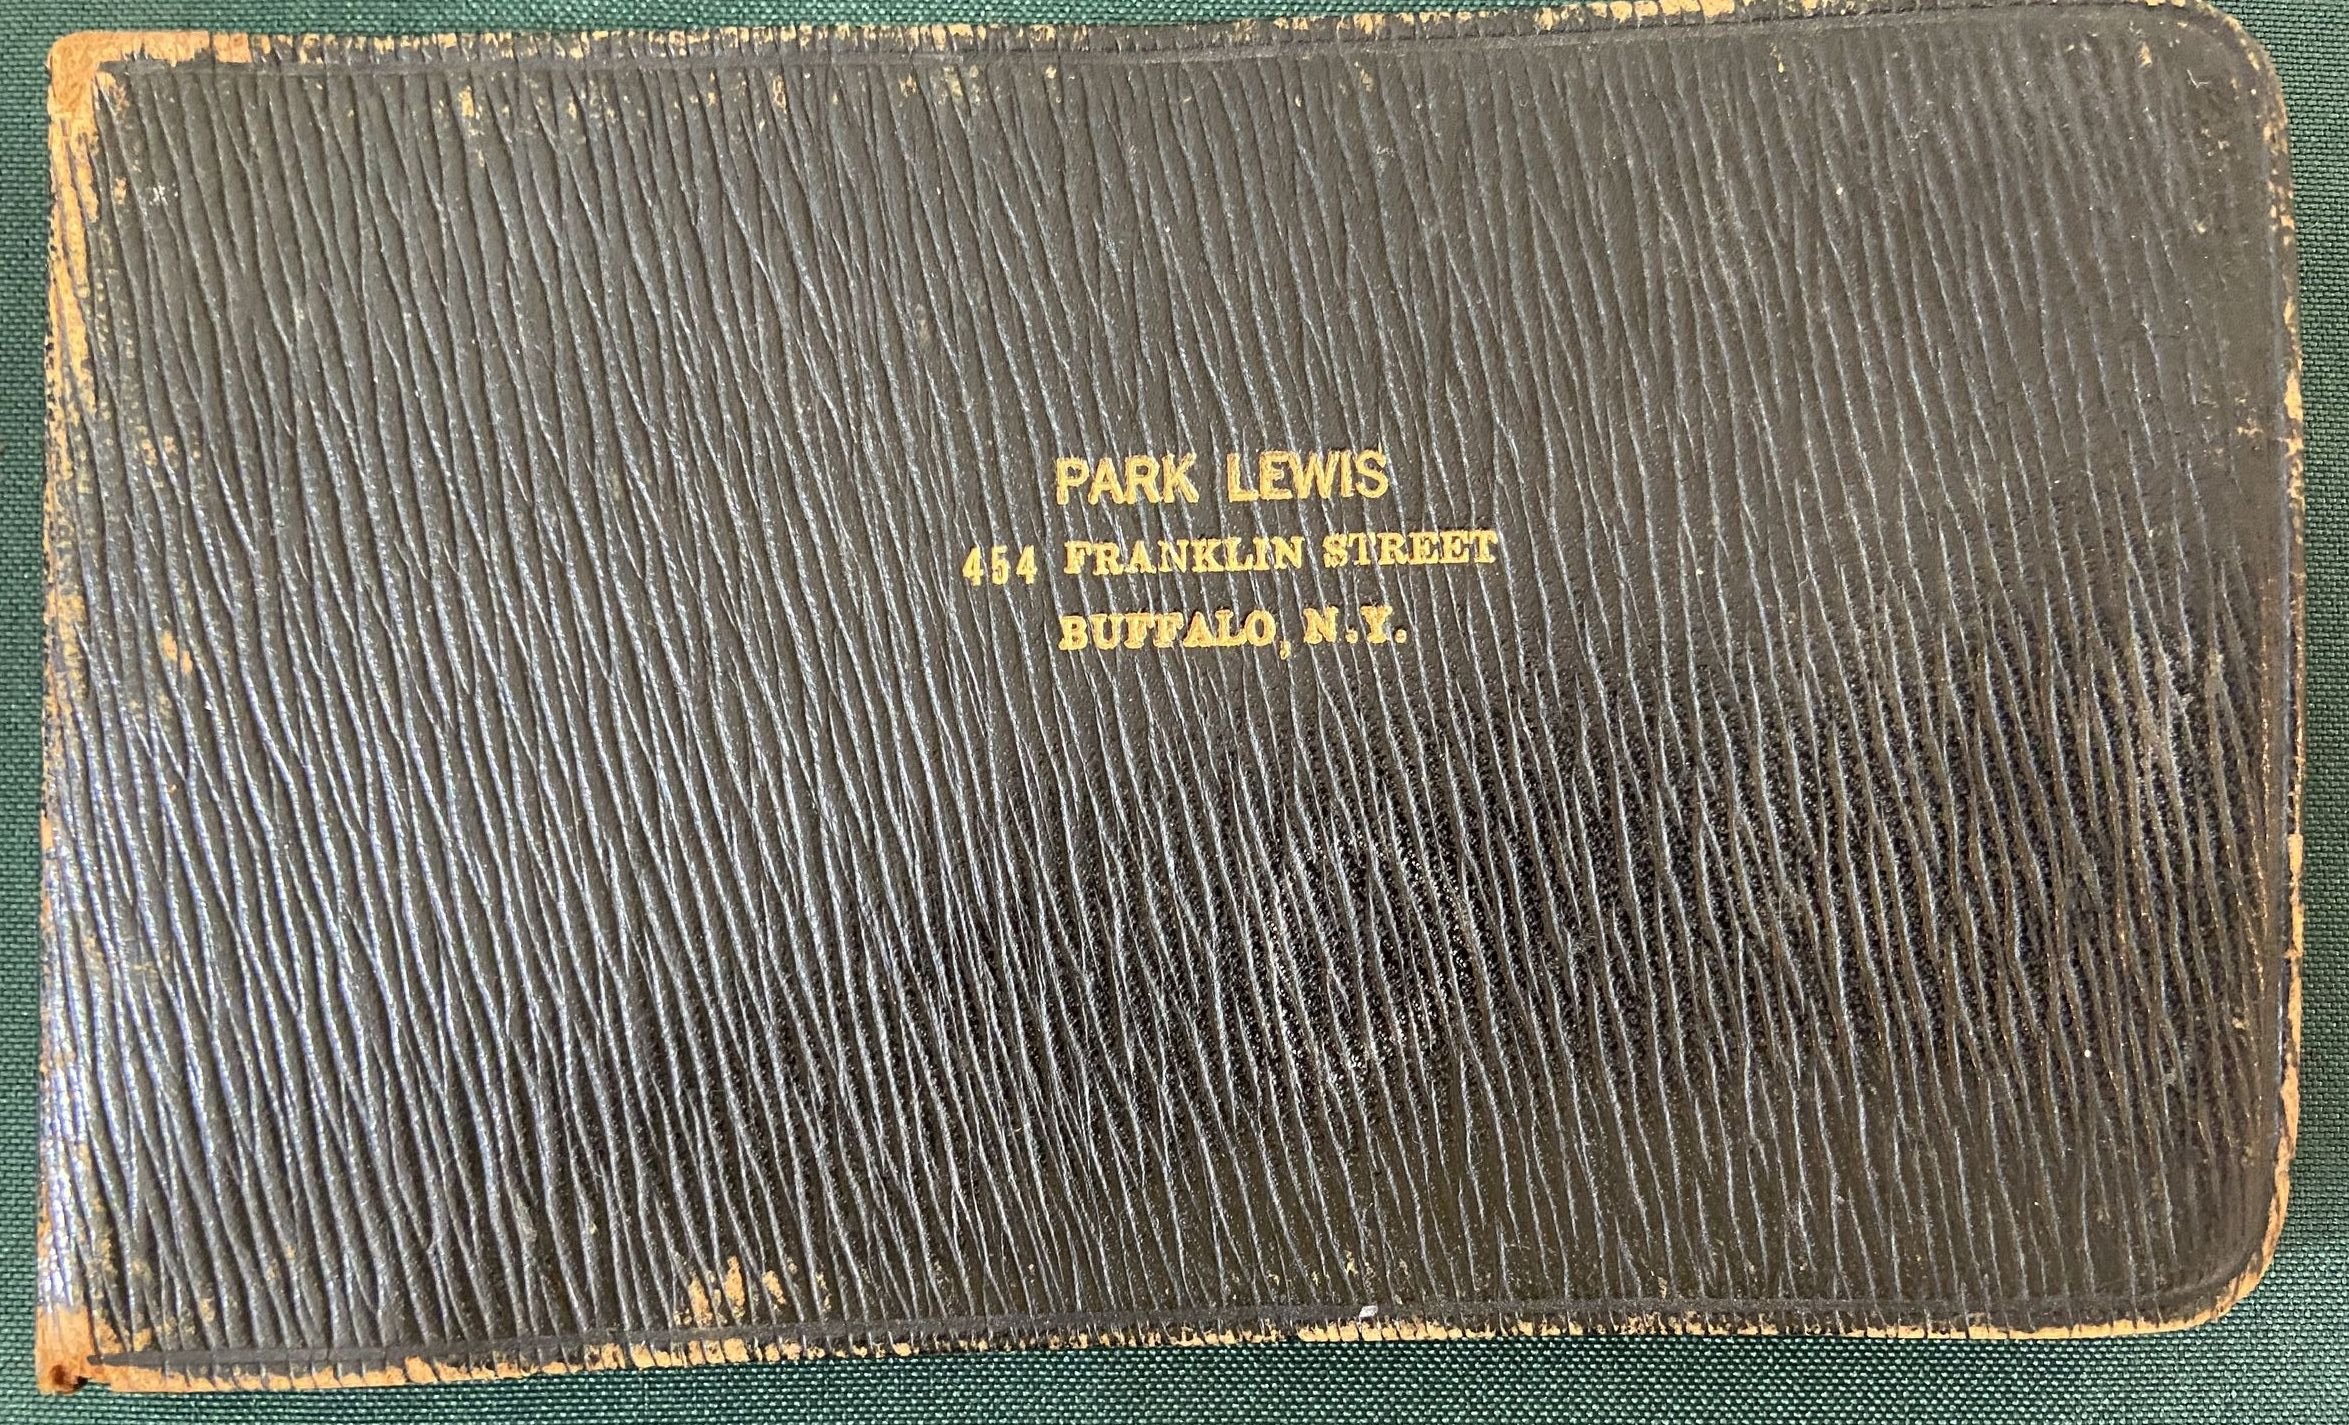 PARK LEWIS
454 FRANKLIN STREET
BUFFALO, N.Y.